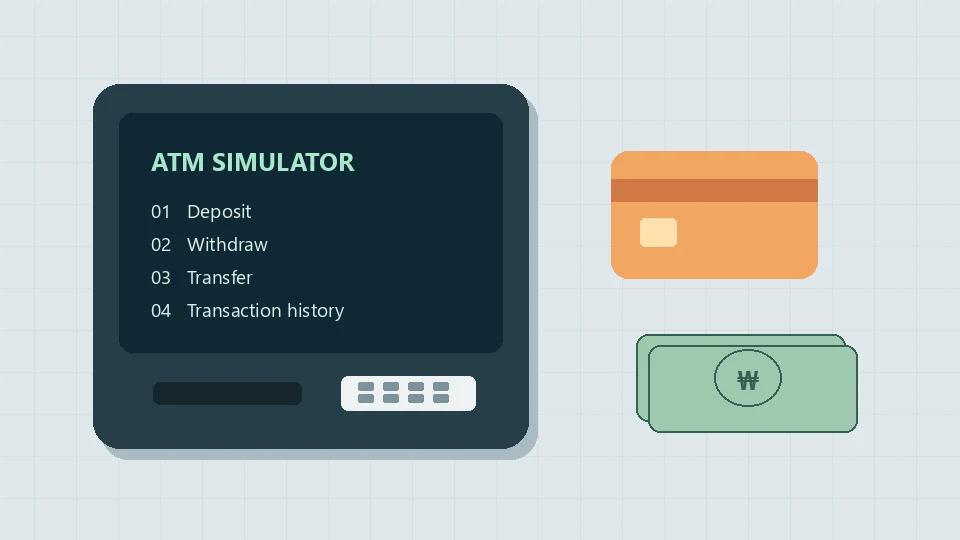 ATM SIMULATOR
01 Deposit
02 Withdraw
03 Transfer
04 Transaction history
₩